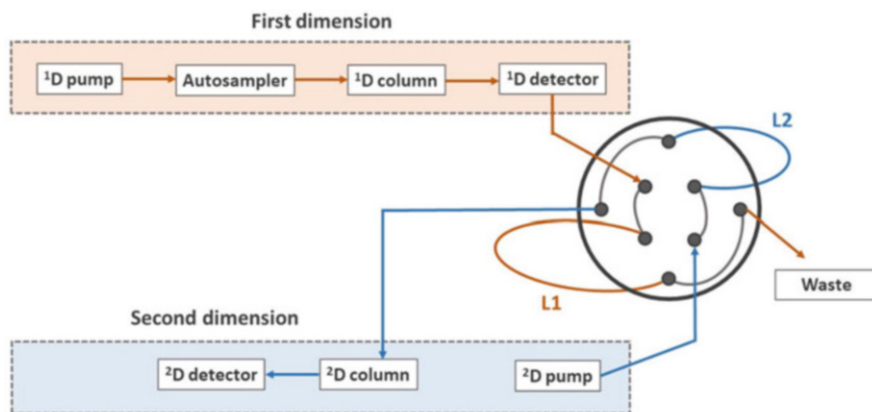 First dimension
¹D pump
Autosampler
¹D column
¹D detector
L2
L1
Waste
Second dimension
²D detector
²D column
²D pump